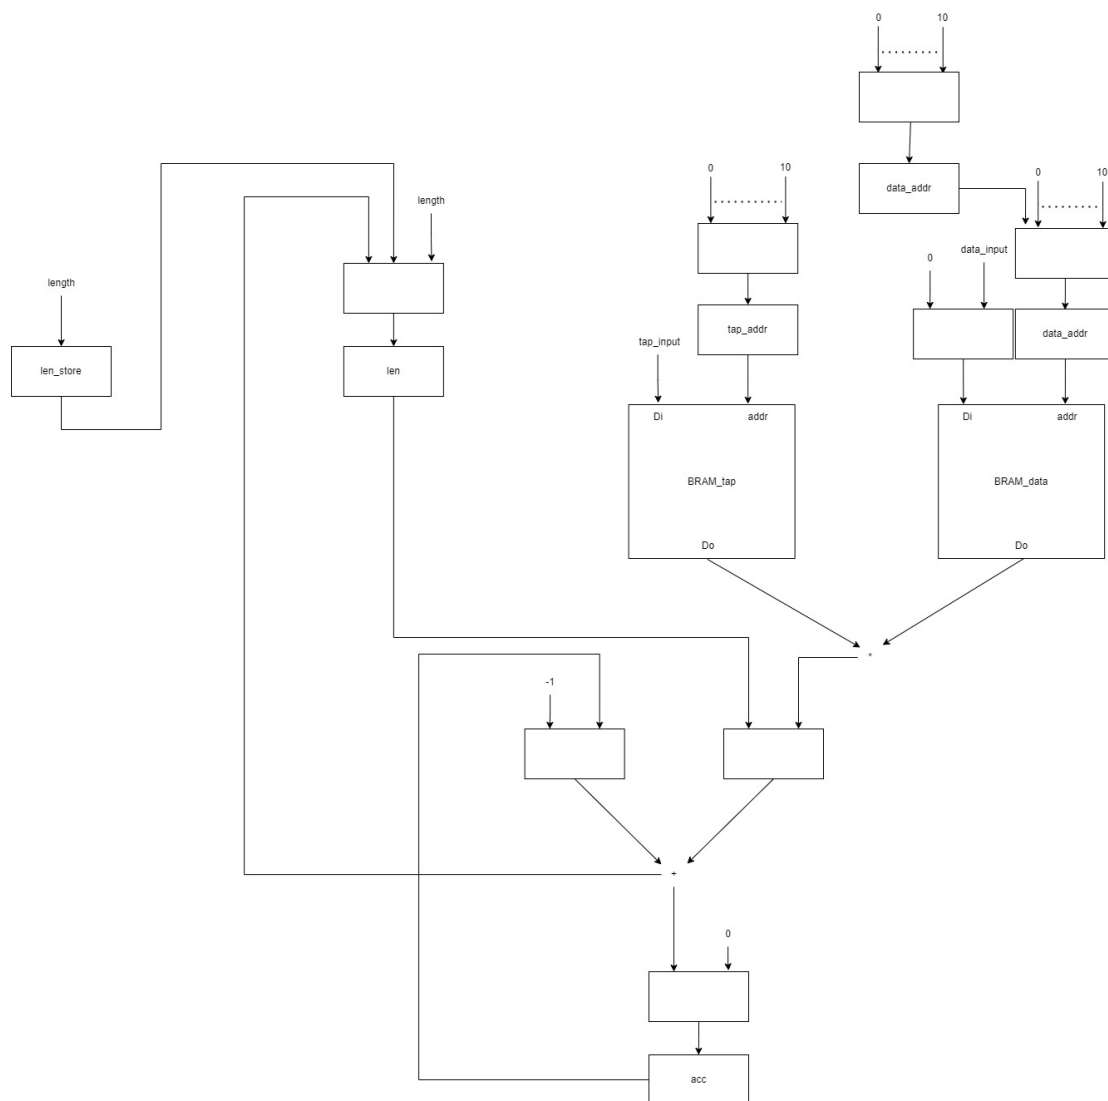 0 10
data_addr
0 10
0 10
length
data_input
0
length
tap_addr
data_addr
tap_input
len_store
len
Di addr
Di addr
BRAM_tap
BRAM_data
Do
Do
*
-1
+
0
acc